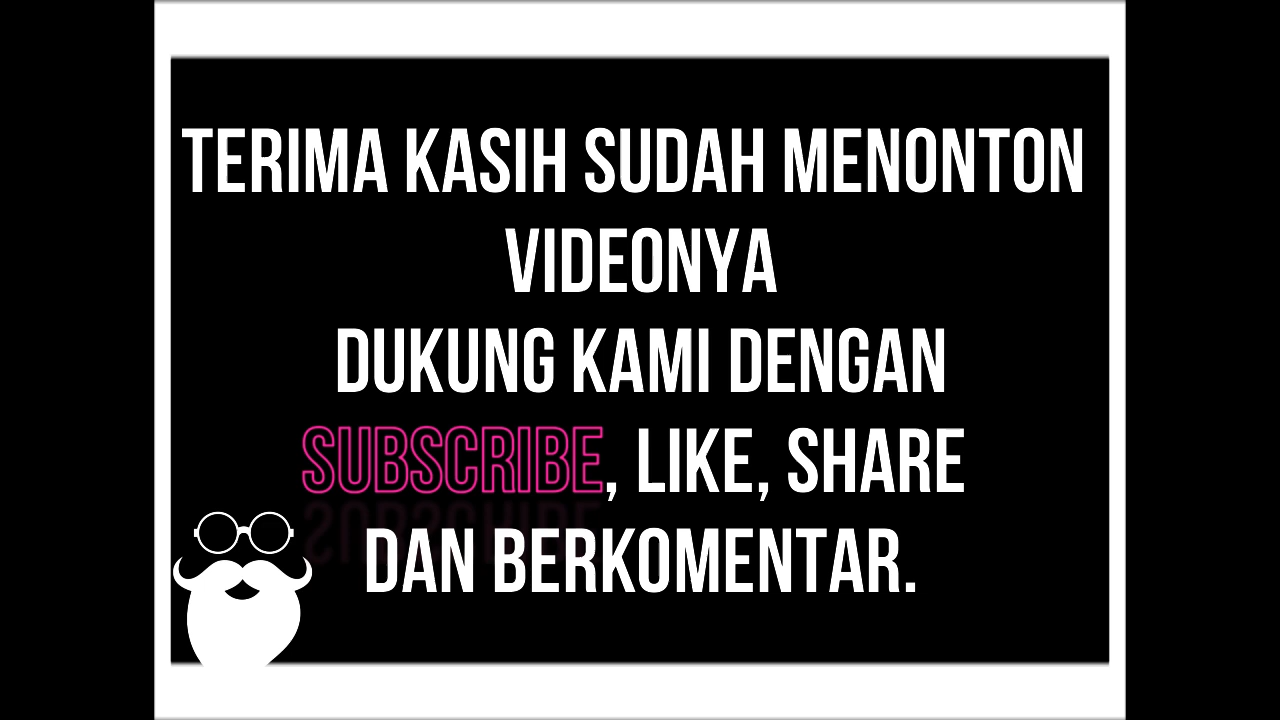 TERIMA KASIH SUDAH MENONTON
VIDEONYA
DUKUNG KAMI DENGAN
SUBSCRIBE, LIKE, SHARE
DAN BERKOMENTAR.